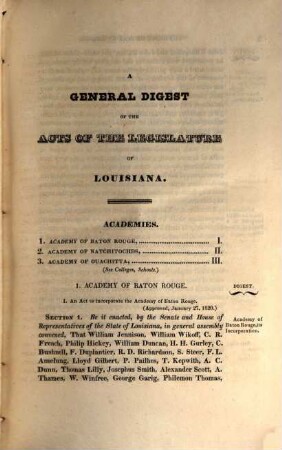 A
GENERAL DIGEST
OF THE
ACTS OF THE LEGISLATURE
OF
LOUISIANA.
ACADEMIES.
1. ACADEMY OF BATON ROUGE, I.
2. ACADEMY OF NATCHITOCHES, II.
3. ACADEMY OF OUACHITTA, III.
(See Colleges, Schools.)
1. ACADEMY OF BATON ROUGE.
DIGEST.
I. An Act to incorporate the Academy of Baton Rouge,
(Approved, January 27, 1820.)
SECTION 1. Be it enacted, by the Senate and House of
Representatives of the State of Louisiana, in general assembly
convened, That William Jennison, William Wikoff, C. R.
French, Philip Hickey, William Duncan, H. H. Gurley, C.
Bushnell, F. Duplantier, R. D. Richardson, S. Steer, F. L.
Amelung, Lloyd Gilbert, P. Pailhes, T. Kepwith, A. C.
Dunn, Thomas Lilly, Josephus Smith, Alexander Scott, A.
Thames, W. Winfree, George Garig, Philemon Thomas,
Academy of
Baton Rouge, its
incorporation.